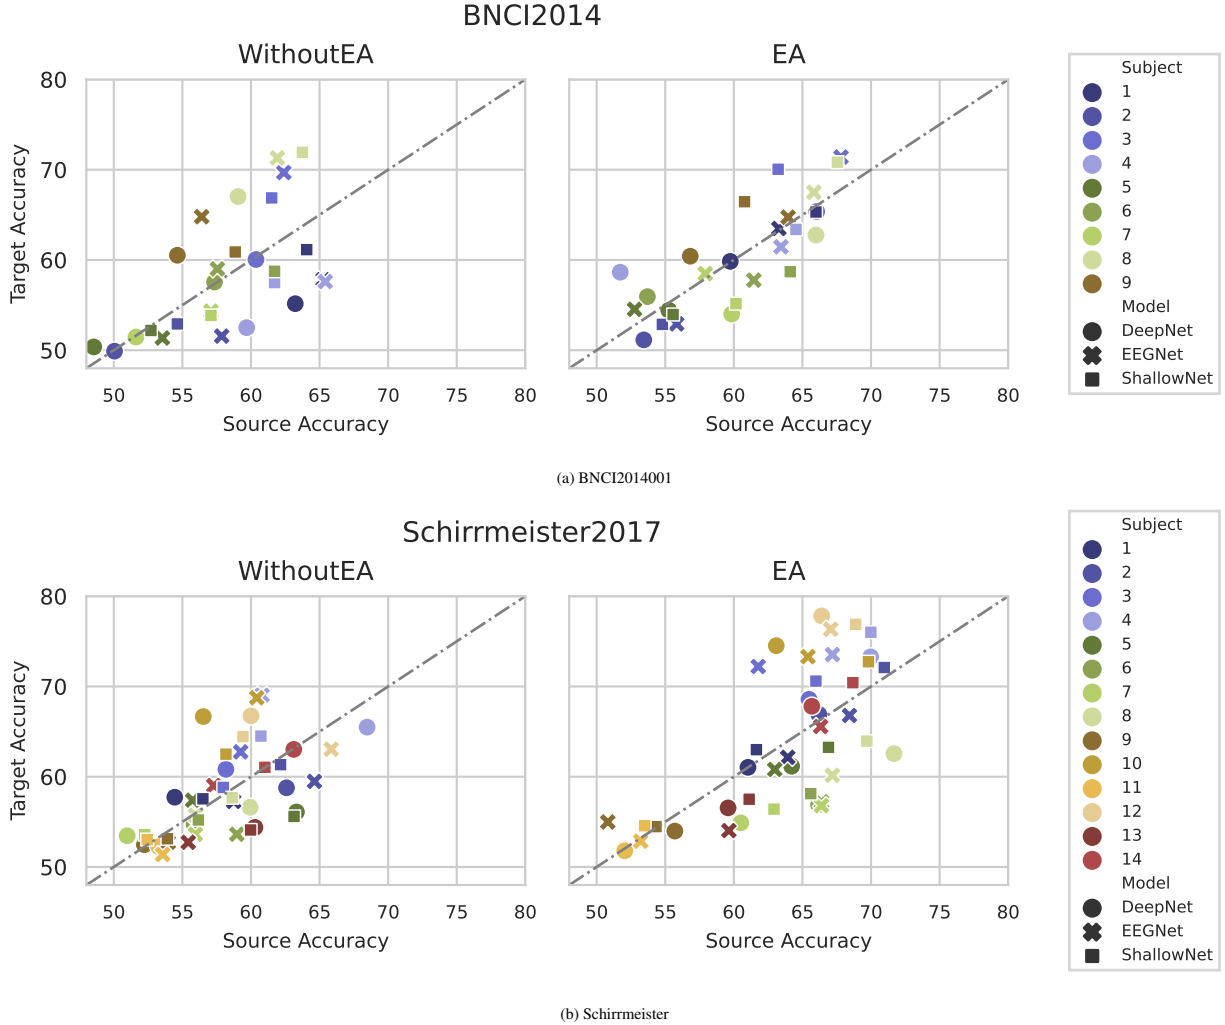 BNCI2014
WithoutEA
EA
80
70
60
50
Target Accuracy
50 55 60 65 70 75 80
50 55 60 65 70 75 80
Source Accuracy
Source Accuracy
Subject
1
2
3
4
5
6
7
8
9
Model
DeepNet
EEGNet
ShallowNet
(a) BNCI2014001
Schirrmeister2017
WithoutEA
EA
80
70
60
50
Target Accuracy
50 55 60 65 70 75 80
50 55 60 65 70 75 80
Source Accuracy
Source Accuracy
Subject
1
2
3
4
5
6
7
8
9
10
11
12
13
14
Model
DeepNet
EEGNet
ShallowNet
(b) Schirrmeister